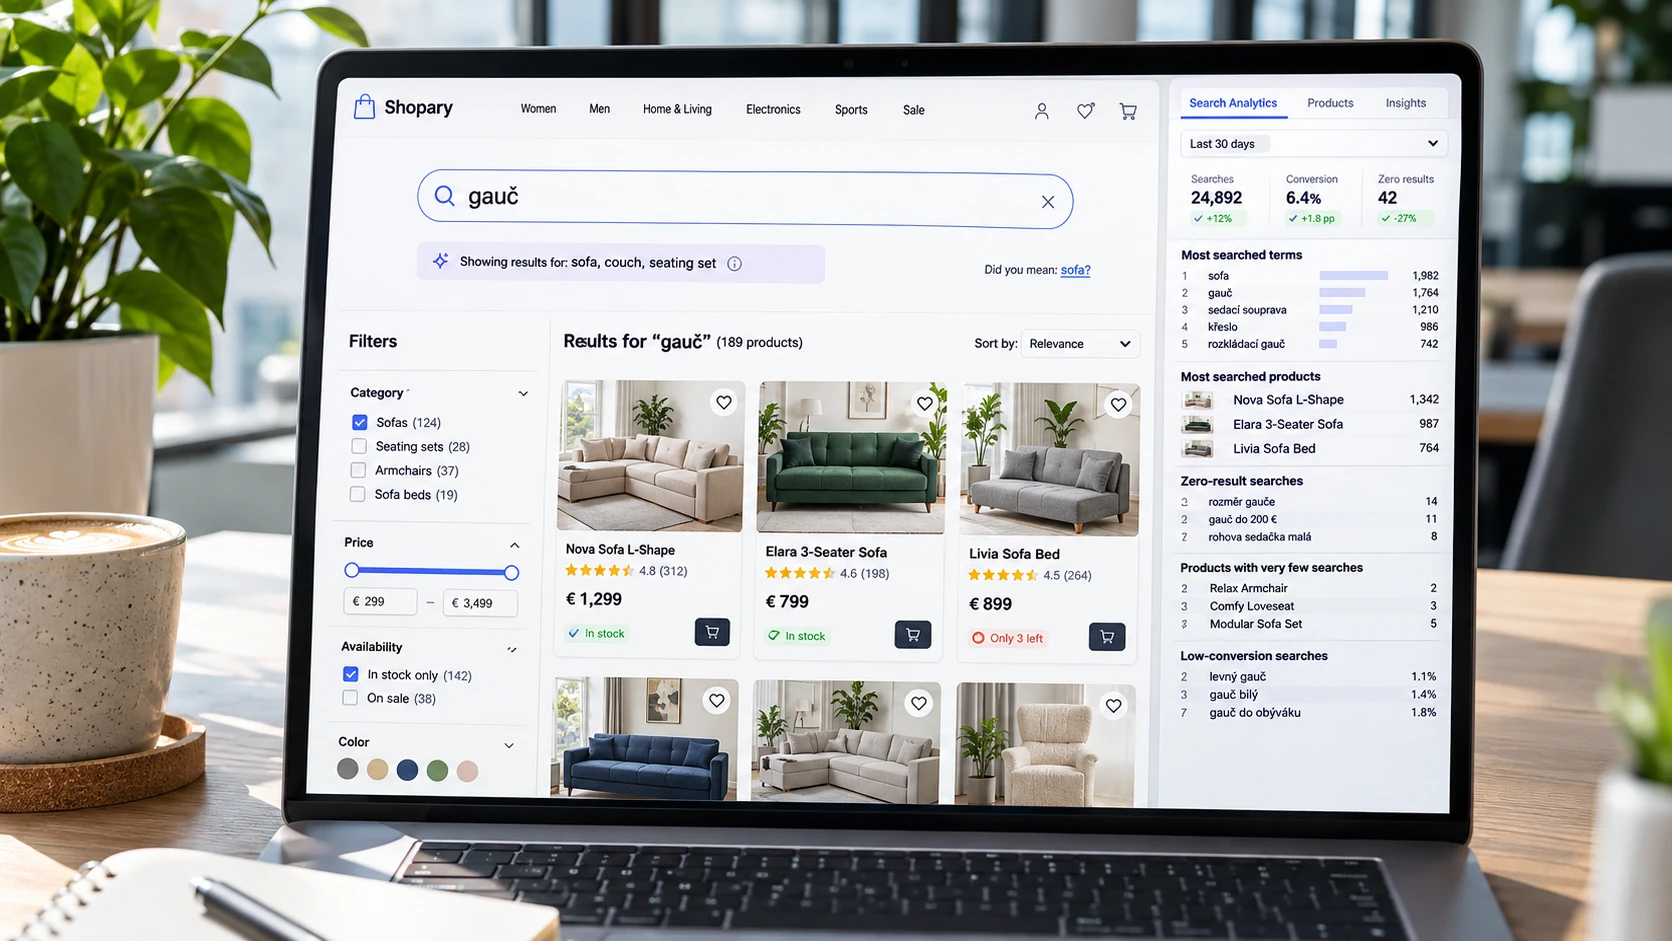 Shopary
Women Men Home & Living Electronics Sports Sale
gauč
Showing results for: sofa, couch, seating set
Did you mean: sofa?
Filters
Category
Sofas (124)
Seating sets (28)
Armchairs (37)
Sofa beds (19)
Price
€ 299 – € 3,499
Availability
In stock only (142)
On sale (38)
Color
Results for “gauč” (189 products)
Sort by: Relevance
Nova Sofa L-Shape
4.8 (312)
€ 1,299
In stock
Elara 3-Seater Sofa
4.6 (198)
€ 799
In stock
Livia Sofa Bed
4.5 (264)
€ 899
Only 3 left
Search Analytics Products Insights
Last 30 days
Searches Conversion Zero results
24,892 6.4% 42
+12% +1.8 pp -27%
Most searched terms
1 sofa 1,982
2 gauč 1,764
3 sedací souprava 1,210
4 křeslo 986
5 rozkládací gauč 742
Most searched products
Nova Sofa L-Shape 1,342
Elara 3-Seater Sofa 987
Livia Sofa Bed 764
Zero-result searches
rozměr gauče 14
2 gauč do 200 € 11
rohova sedačka malá 8
Products with very few searches
2 Relax Armchair 2
3 Comfy Loveseat 3
Modular Sofa Set 5
Low-conversion searches
2 levný gauč 1.1%
3 gauč bílý 1.4%
7 gauč do obýváku 1.8%